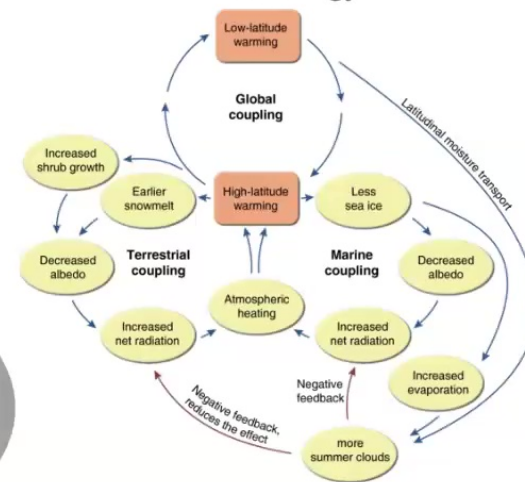 Low-latitude
warming
Global
coupling
Latitudinal moisture transport
Increased
shrub growth
Earlier
snowmelt
High-latitude
warming
Less
sea ice
Decreased
albedo
Terrestrial
coupling
Marine
coupling
Decreased
albedo
Atmospheric
heating
Increased
net radiation
Increased
net radiation
Increased
evaporation
Negative feedback,
reduces the effect
Negative
feedback
more
summer clouds